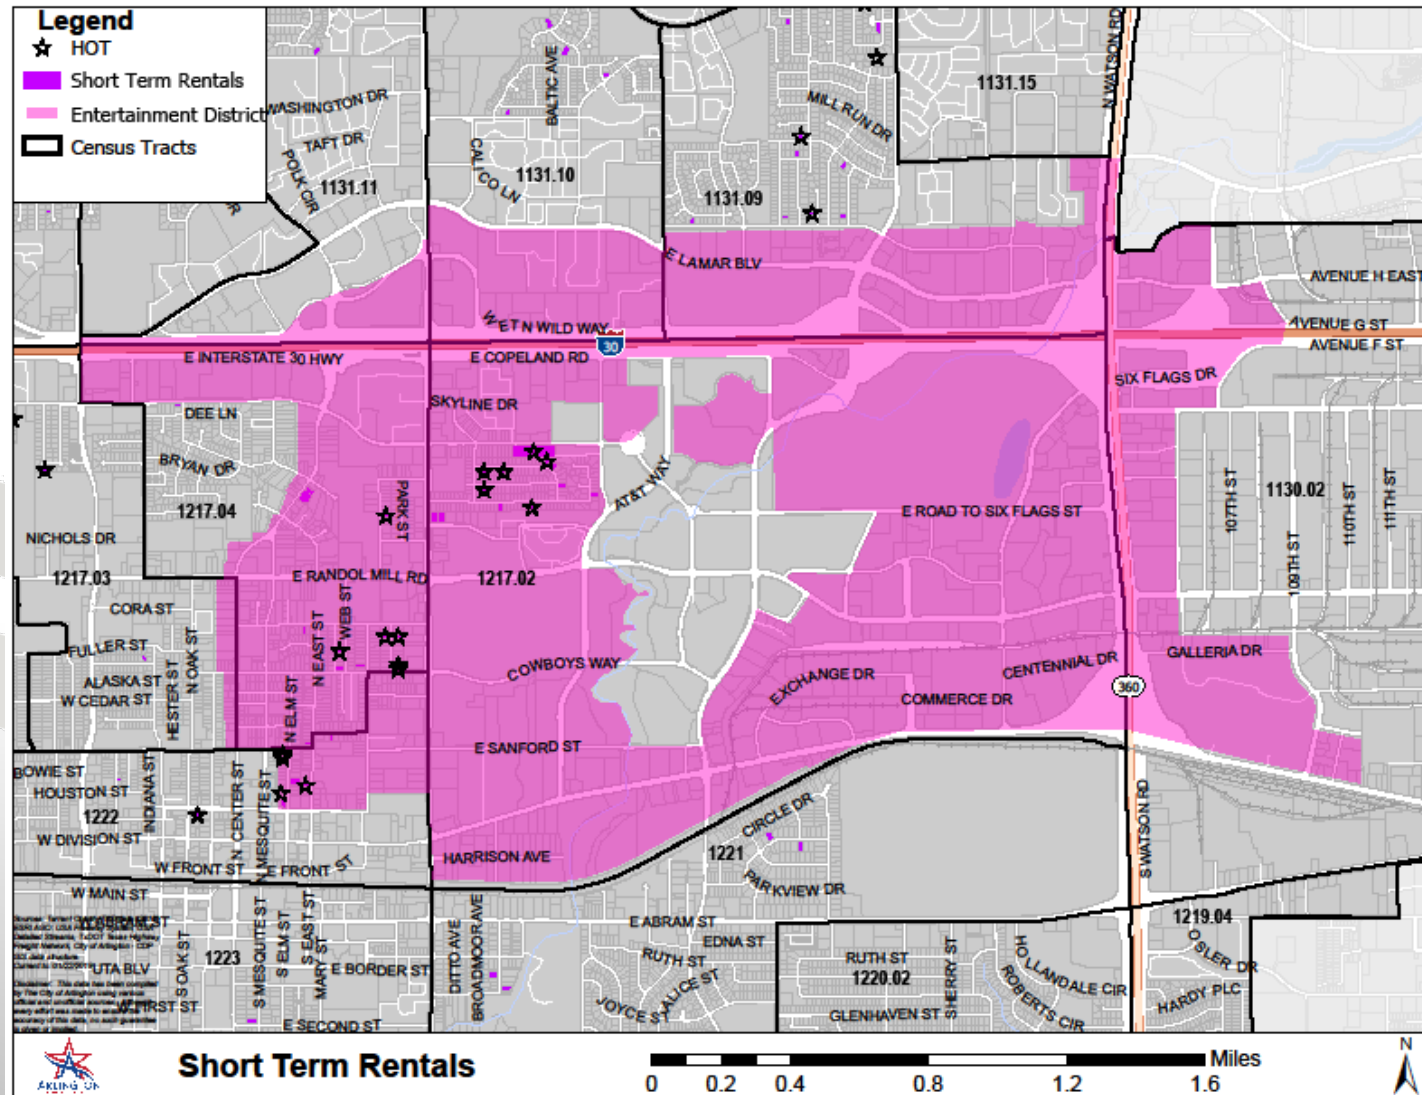 Legend
HOT
Short Term Rentals
Entertainment District
Census Tracts
WASHINGTON DR
TAFT DR
POLK CIR
1131.11
BALTIC AVE
CALICO LN
1131.10
MILL RUN DR
1131.09
1131.15
N WATSON RD
E LAMAR BLV
WET N WILD WAY
30
E INTERSTATE 30 HWY
E COPELAND RD
AVENUE H EAST
AVENUE G ST
AVENUE F ST
SIX FLAGS DR
SKYLINE DR
DEE LN
BRYAN DR
1217.04
PARK ST
AT&T WAY
E ROAD TO SIX FLAGS ST
107TH ST
1130.02
109TH ST
110TH ST
111TH ST
NICHOLS DR
1217.03
E RANDOL MILL RD
1217.02
CORA ST
FULLER ST
ALASKA ST
W CEDAR ST
HESTER ST
N OAK ST
N EAST ST
WEB ST
N ELM ST
COWBOYS WAY
EXCHANGE DR
CENTENNIAL DR
GALLERIA DR
COMMERCE DR
360
E SANFORD ST
BOWIE ST
HOUSTON ST
1222
INDIANA ST
N CENTER ST
N MESQUITE ST
W DIVISION ST
W FRONT ST
E FRONT ST
HARRISON AVE
CIRCLE DR
1221
PARKVIEW DR
S WATSON RD
W MAIN ST
W ABRAM ST
E ABRAM ST
EDNA ST
1219.04
OSLER DR
HARDY PLC
UTA BLV
S OAK ST
1223
S MESQUITE ST
S ELM ST
S EAST ST
MARY ST
E BORDER ST
DITTO AVE
BROADMOOR AVE
RUTH ST
ALICE ST
JOYCE ST
RUTH ST
1220.02
GLENHAVEN ST
SHERRY ST
HOLLANDALE CIR
ROBERTS CIR
W FIRST ST
E SECOND ST
ARLINGTON
Short Term Rentals
Miles
0 0.2 0.4 0.8 1.2 1.6
N